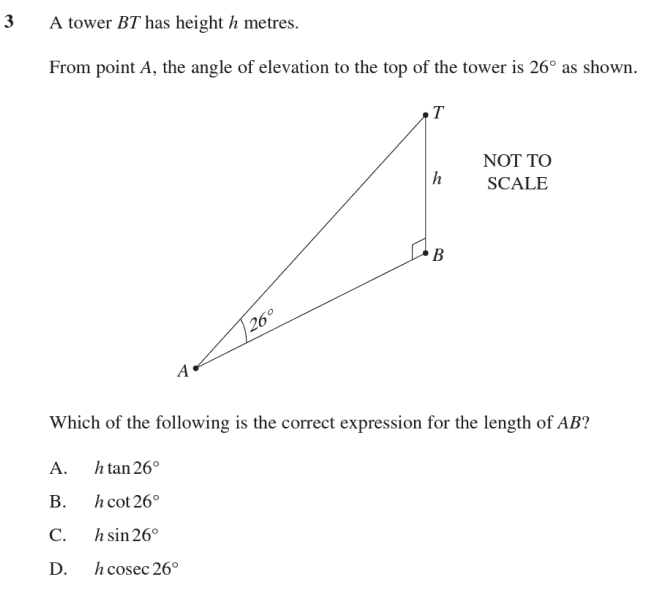 3 A tower BT has height h metres.
From point A, the angle of elevation to the top of the tower is 26° as shown.
T
NOT TO
SCALE
h
B
26°
A
Which of the following is the correct expression for the length of AB?
A. h tan 26°
B. h cot 26°
C. h sin 26°
D. h cosec 26°